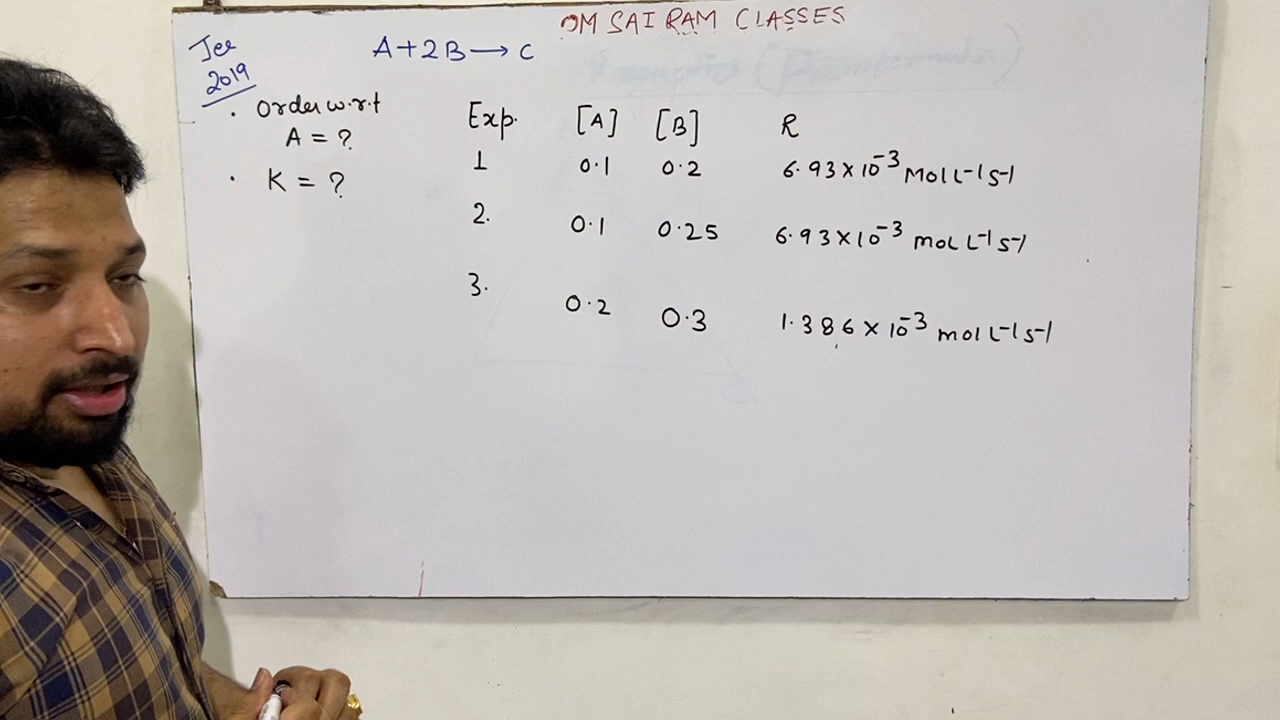 OM SAI RAM CLASSES
Jee
2019
A+2B⟶C
· Order w.r.t
A = ?
· K = ?
Exp. [A] [B] R
1 0.1 0.2 6.93×10⁻³ Mol L⁻¹ S⁻¹
2. 0.1 0.25 6.93×10⁻³ mol L⁻¹ S⁻¹
3. 0.2 0.3 1.386×10⁻³ mol L⁻¹ S⁻¹